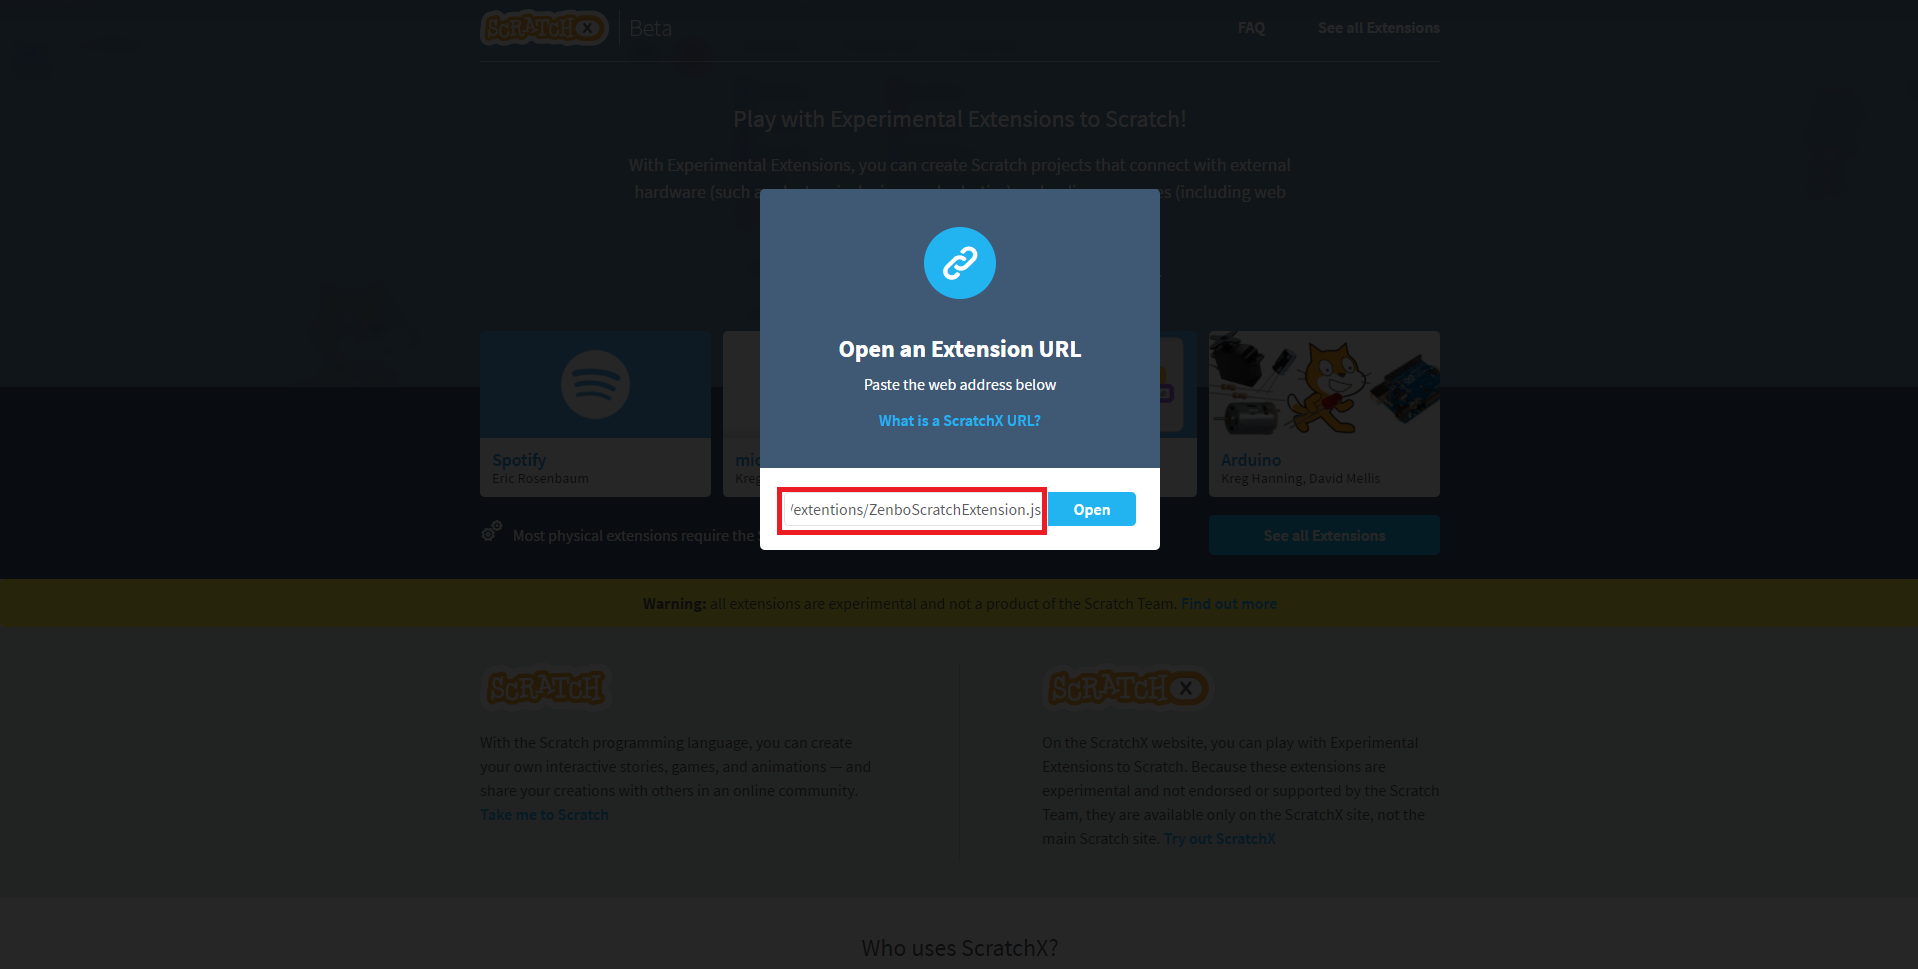 SCRATCH X Beta
FAQ
See all Extensions
Play with Experimental Extensions to Scratch!
With Experimental Extensions, you can create Scratch projects that connect with external
hardware (such a
s (including web
Open an Extension URL
Paste the web address below
What is a ScratchX URL?
/extentions/ZenboScratchExtension.js
Open
Spotify
Eric Rosenbaum
mic
Kreg
Arduino
Kreg Hanning, David Mellis
Most physical extensions require the
See all Extensions
Warning: all extensions are experimental and not a product of the Scratch Team. Find out more
SCRATCH
With the Scratch programming language, you can create
your own interactive stories, games, and animations — and
share your creations with others in an online community.
Take me to Scratch
SCRATCH X
On the ScratchX website, you can play with Experimental
Extensions to Scratch. Because these extensions are
experimental and not endorsed or supported by the Scratch
Team, they are available only on the ScratchX site, not the
main Scratch site. Try out ScratchX
Who uses ScratchX?